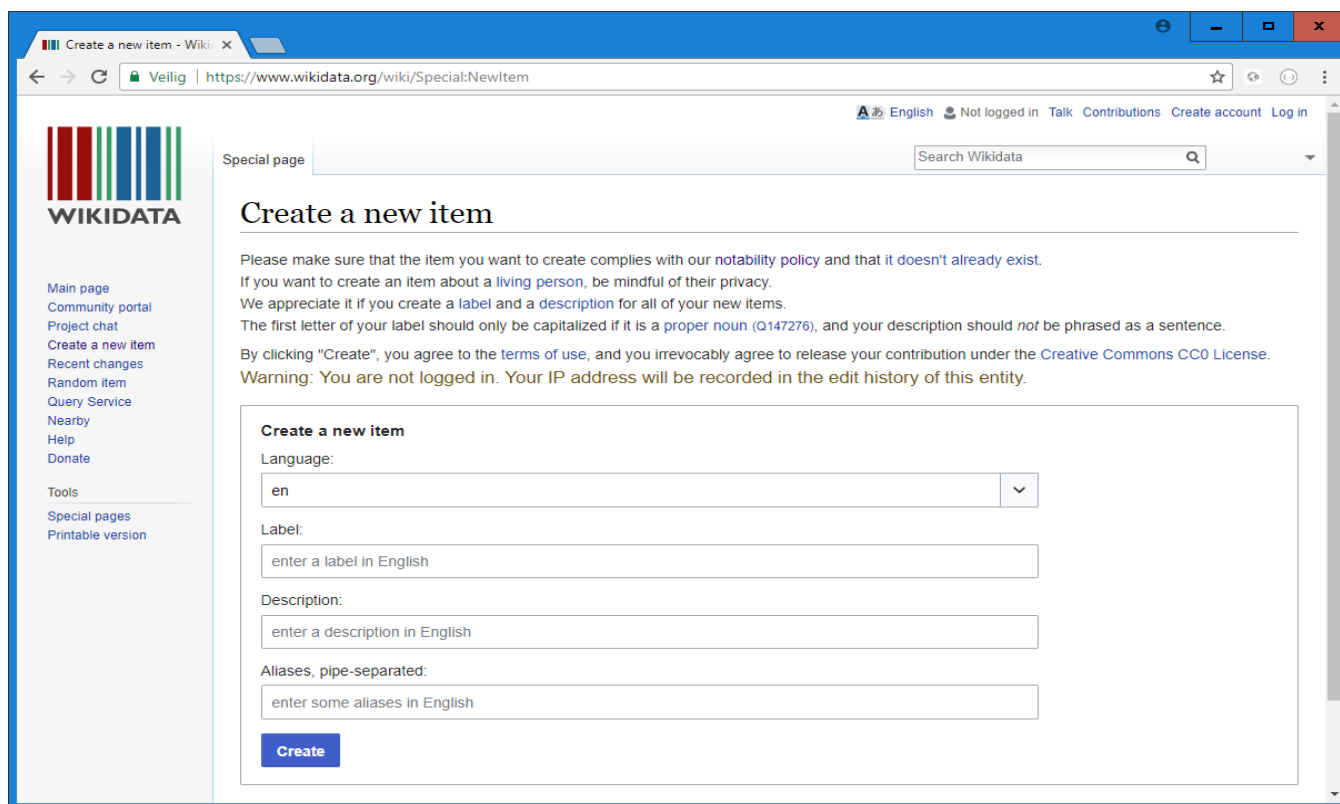 Create a new item - Wiki
Veilig
https://www.wikidata.org/wiki/Special:NewItem
English Not logged in Talk Contributions Create account Log in
WIKIDATA
Special page
Search Wikidata
Create a new item
Please make sure that the item you want to create complies with our notability policy and that it doesn't already exist.
If you want to create an item about a living person, be mindful of their privacy.
We appreciate it if you create a label and a description for all of your new items.
The first letter of your label should only be capitalized if it is a proper noun (Q147276), and your description should not be phrased as a sentence.
By clicking "Create", you agree to the terms of use, and you irrevocably agree to release your contribution under the Creative Commons CC0 License.
Warning: You are not logged in. Your IP address will be recorded in the edit history of this entity.
Main page
Community portal
Project chat
Create a new item
Recent changes
Random item
Query Service
Nearby
Help
Donate
Tools
Special pages
Printable version
Create a new item
Language:
en
Label:
enter a label in English
Description:
enter a description in English
Aliases, pipe-separated:
enter some aliases in English
Create